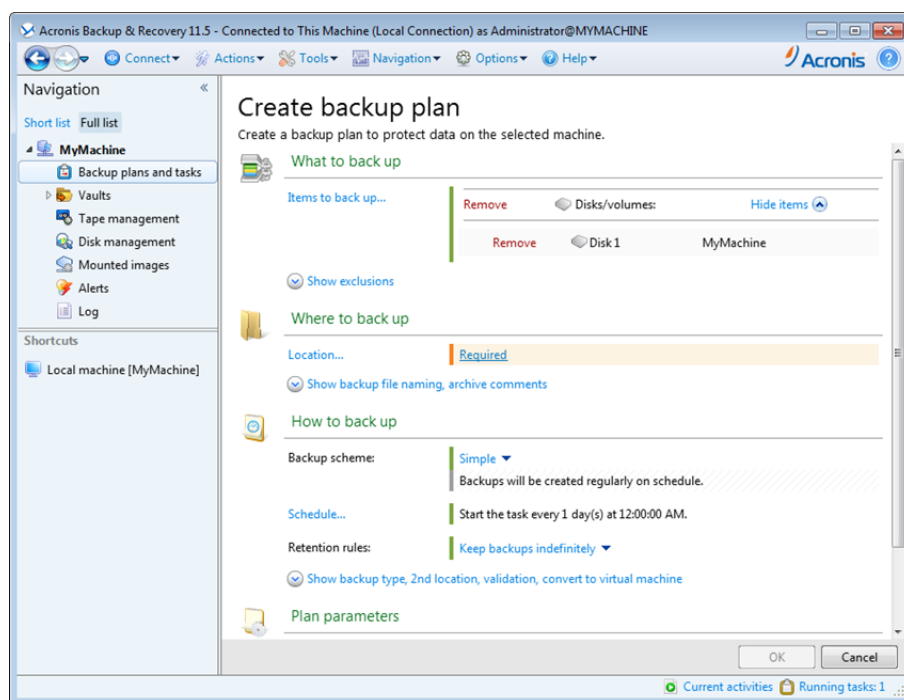 Acronis Backup & Recovery 11.5 - Connected to This Machine (Local Connection) as Administrator@MYMACHINE
Connect Actions Tools Navigation Options Help Acronis ?
Navigation «
Short list Full list
MyMachine
Backup plans and tasks
Vaults
Tape management
Disk management
Mounted images
Alerts
Log
Shortcuts
Local machine [MyMachine]
Create backup plan
Create a backup plan to protect data on the selected machine.
What to back up
Items to back up... Remove Disks/volumes: Hide items
Remove Disk 1 MyMachine
Show exclusions
Where to back up
Location... Required
Show backup file naming, archive comments
How to back up
Backup scheme: Simple
Backups will be created regularly on schedule.
Schedule... Start the task every 1 day(s) at 12:00:00 AM.
Retention rules: Keep backups indefinitely
Show backup type, 2nd location, validation, convert to virtual machine
Plan parameters
OK Cancel
Current activities Running tasks: 1